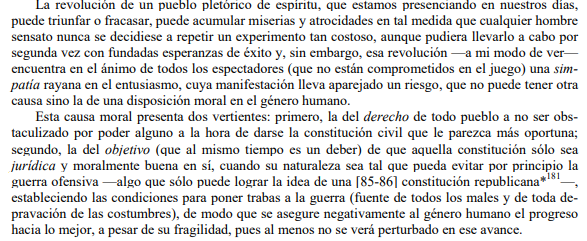 La revolución de un pueblo pletórico de espíritu, que estamos presenciando en nuestros días,
puede triunfar o fracasar, puede acumular miserias y atrocidades en tal medida que cualquier hombre
sensato nunca se decidiese a repetir un experimento tan costoso, aunque pudiera llevarlo a cabo por
segunda vez con fundadas esperanzas de éxito y, sin embargo, esa revolución —a mi modo de ver—
encuentra en el ánimo de todos los espectadores (que no están comprometidos en el juego) una sim-
patía rayana en el entusiasmo, cuya manifestación lleva aparejado un riesgo, que no puede tener otra
causa sino la de una disposición moral en el género humano.
Esta causa moral presenta dos vertientes: primero, la del derecho de todo pueblo a no ser obs-
taculizado por poder alguno a la hora de darse la constitución civil que le parezca más oportuna;
segundo, la del objetivo (que al mismo tiempo es un deber) de que aquella constitución sólo sea
jurídica y moralmente buena en sí, cuando su naturaleza sea tal que pueda evitar por principio la
guerra ofensiva —algo que sólo puede lograr la idea de una [85-86] constitución republicana*181—,
estableciendo las condiciones para poner trabas a la guerra (fuente de todos los males y de toda de-
pravación de las costumbres), de modo que se asegure negativamente al género humano el progreso
hacia lo mejor, a pesar de su fragilidad, pues al menos no se verá perturbado en ese avance.